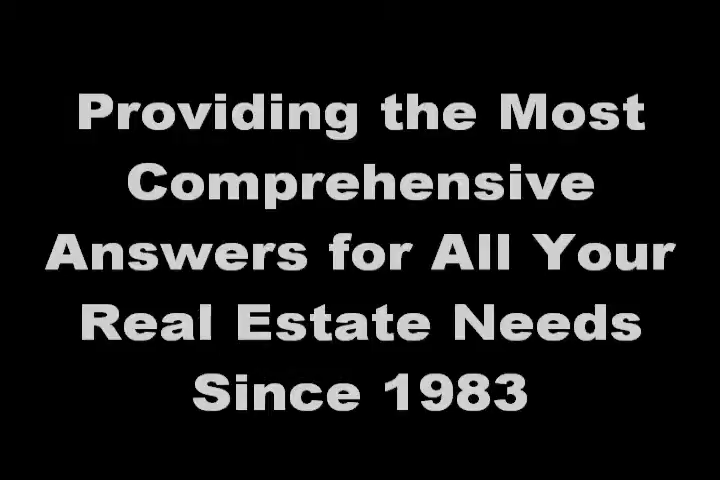 Providing the Most
Comprehensive
Answers for All Your
Real Estate Needs
Since 1983